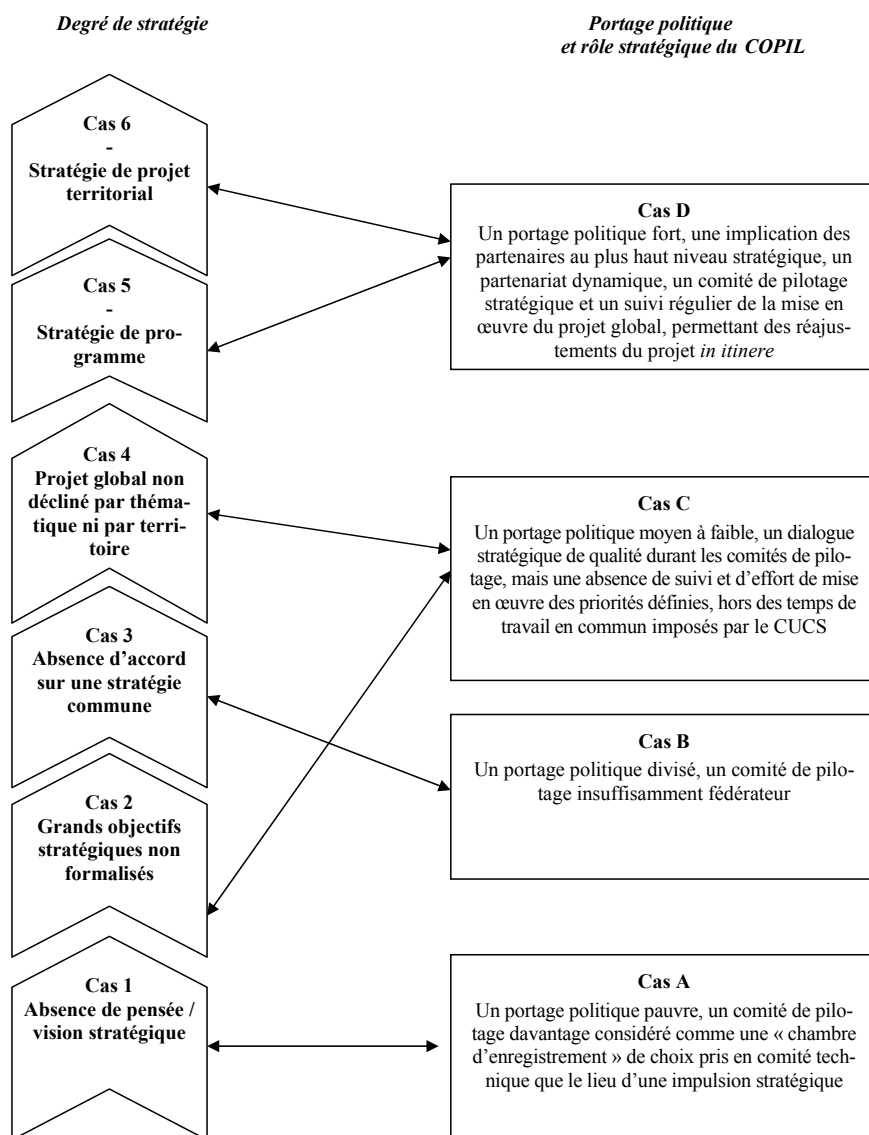 Degré de stratégie
Portage politique
et rôle stratégique du COPIL
Cas 6
-
Stratégie de projet
territorial
Cas 5
-
Stratégie de pro-
gramme
Cas 4
Projet global non
décliné par théma-
tique ni par terri-
toire
Cas 3
Absence d’accord
sur une stratégie
commune
Cas 2
Grands objectifs
stratégiques non
formalisés
Cas 1
Absence de pensée /
vision stratégique
Cas D
Un portage politique fort, une implication des
partenaires au plus haut niveau stratégique, un
partenariat dynamique, un comité de pilotage
stratégique et un suivi régulier de la mise en
œuvre du projet global, permettant des réajus-
tements du projet in itinere
Cas C
Un portage politique moyen à faible, un dialogue
stratégique de qualité durant les comités de pilo-
tage, mais une absence de suivi et d’effort de mise
en œuvre des priorités définies, hors des temps de
travail en commun imposés par le CUCS
Cas B
Un portage politique divisé, un comité de pilo-
tage insuffisamment fédérateur
Cas A
Un portage politique pauvre, un comité de pilo-
tage davantage considéré comme une « chambre
d’enregistrement » de choix pris en comité tech-
nique que le lieu d’une impulsion stratégique